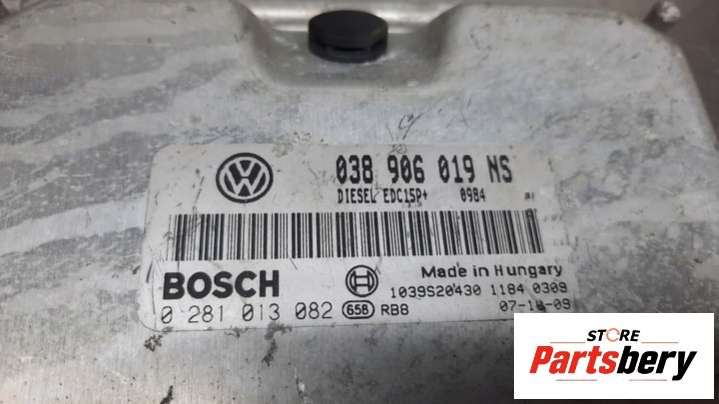 038 906 019 NS
DIESEL EDC15P+ 0984
BOSCH
Made in Hungary
1039S20430 1184 0309
0 281 013 082 658 RBB 07-10-09
STORE
Partsbery